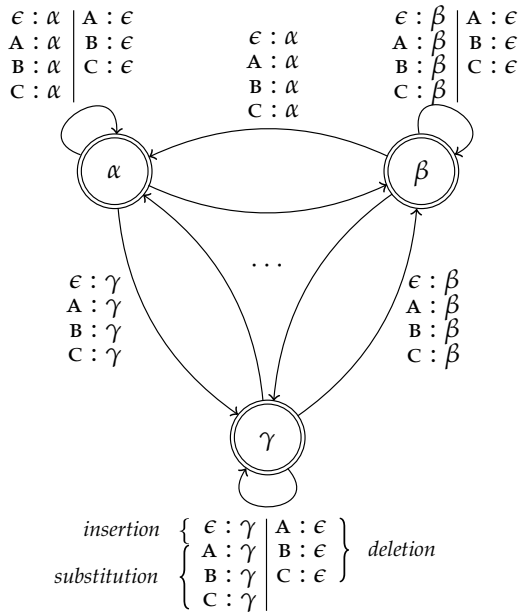 ϵ : α | A : ϵ
A : α | B : ϵ
B : α | C : ϵ
C : α
ϵ : α
A : α
B : α
C : α
ϵ : β | A : ϵ
A : β | B : ϵ
B : β | C : ϵ
C : β
α
β
...
ϵ : γ
A : γ
B : γ
C : γ
ϵ : β
A : β
B : β
C : β
γ
insertion { ϵ : γ | A : ϵ
A : γ | B : ϵ } deletion
substitution { B : γ | C : ϵ
C : γ